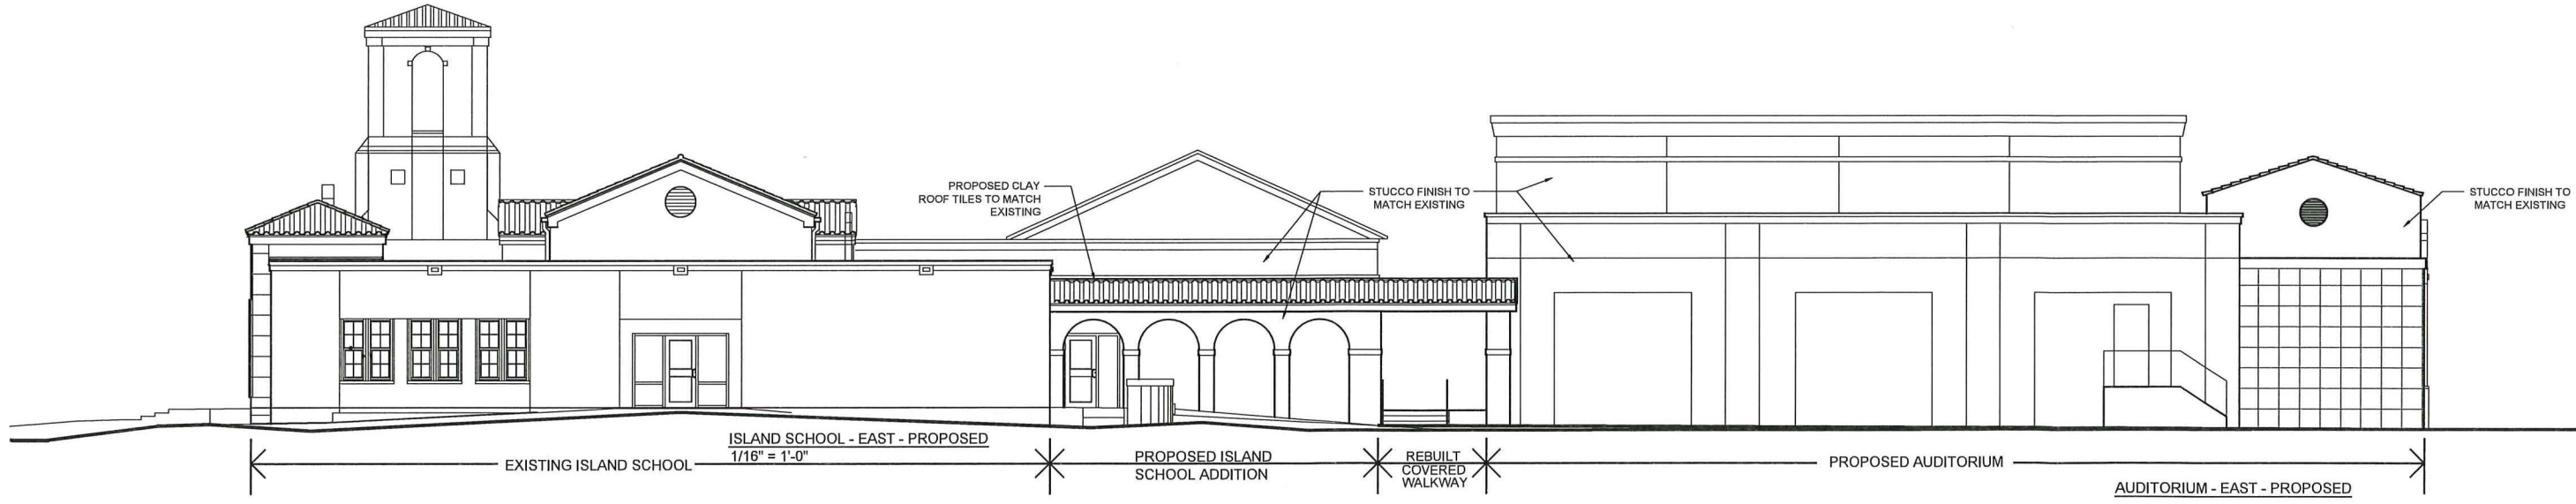 PROPOSED CLAY
ROOF TILES TO MATCH
EXISTING
STUCCO FINISH TO
MATCH EXISTING
STUCCO FINISH TO
MATCH EXISTING
ISLAND SCHOOL - EAST - PROPOSED
1/16" = 1'-0"
EXISTING ISLAND SCHOOL
PROPOSED ISLAND
SCHOOL ADDITION
REBUILT
COVERED
WALKWAY
PROPOSED AUDITORIUM
AUDITORIUM - EAST - PROPOSED